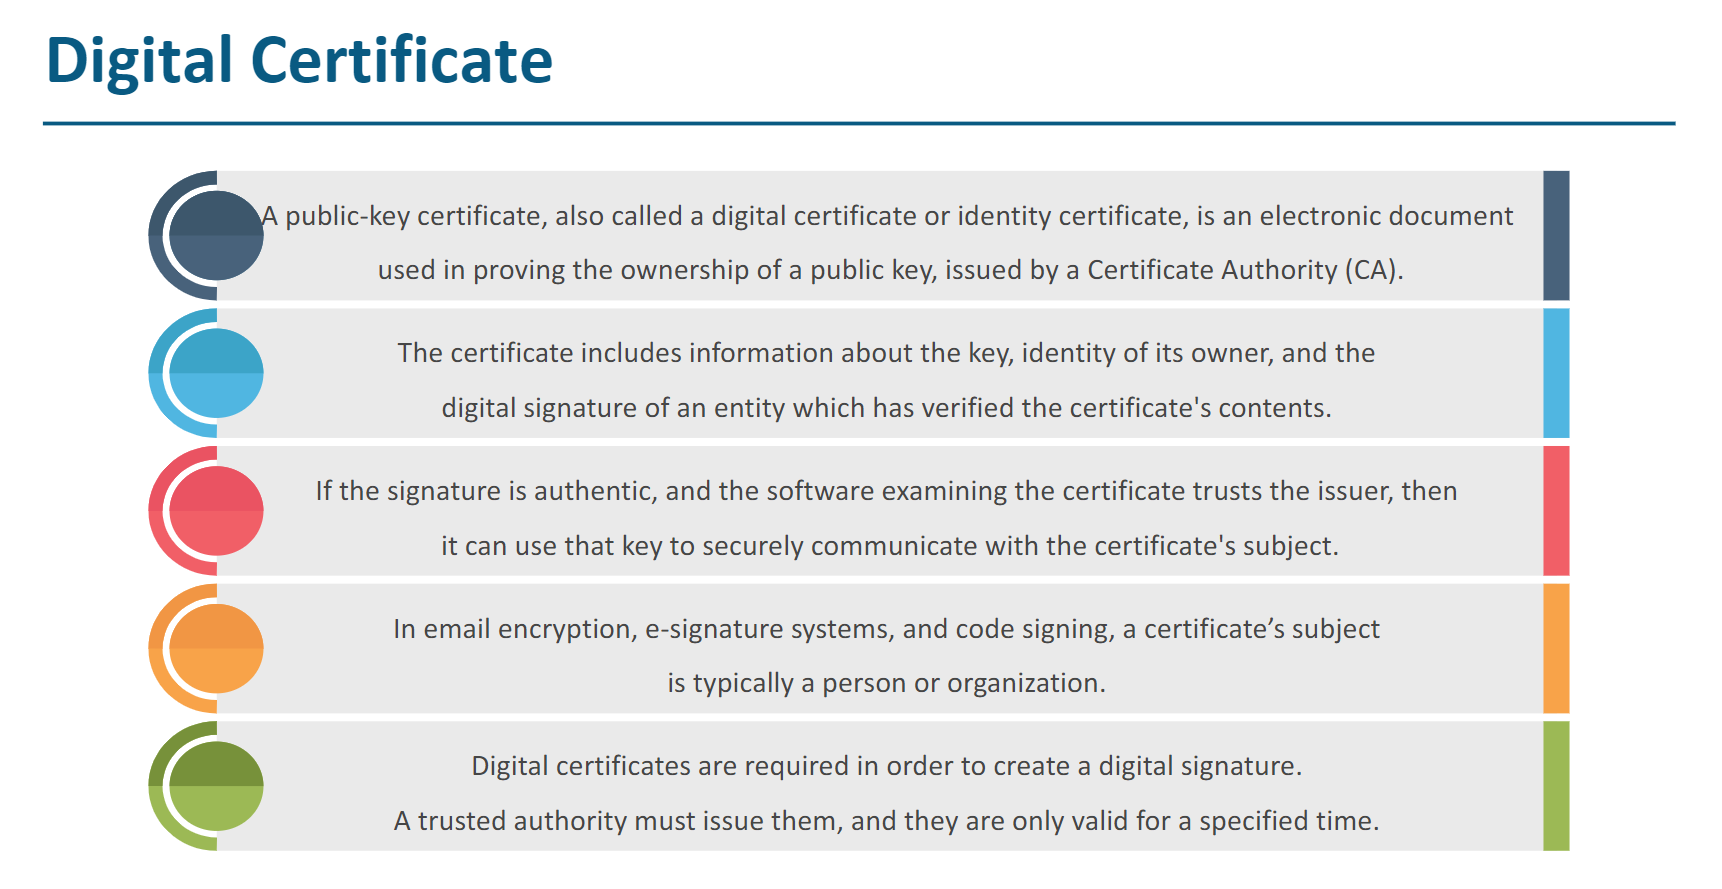 Digital Certificate
A public-key certificate, also called a digital certificate or identity certificate, is an electronic document
used in proving the ownership of a public key, issued by a Certificate Authority (CA).
The certificate includes information about the key, identity of its owner, and the
digital signature of an entity which has verified the certificate's contents.
If the signature is authentic, and the software examining the certificate trusts the issuer, then
it can use that key to securely communicate with the certificate's subject.
In email encryption, e-signature systems, and code signing, a certificate’s subject
is typically a person or organization.
Digital certificates are required in order to create a digital signature.
A trusted authority must issue them, and they are only valid for a specified time.